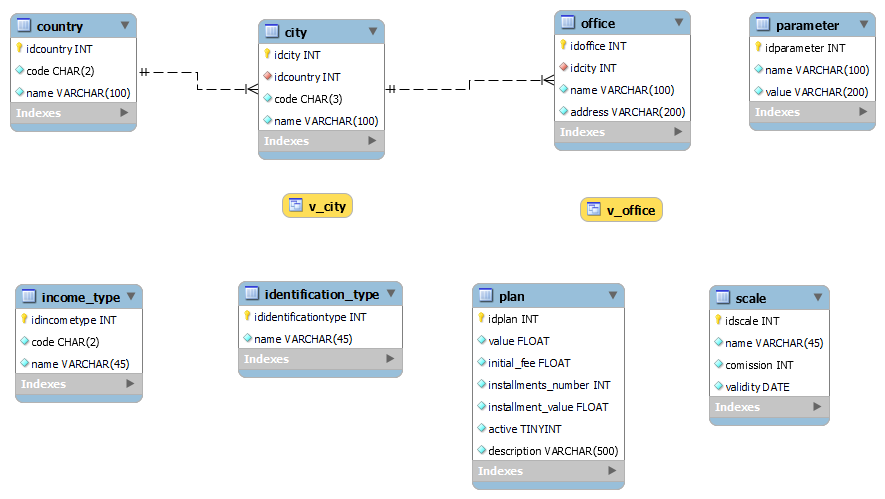 country
idcountry INT
code CHAR(2)
name VARCHAR(100)
Indexes
city
idcity INT
idcountry INT
code CHAR(3)
name VARCHAR(100)
Indexes
office
idoffice INT
idcity INT
name VARCHAR(100)
address VARCHAR(200)
Indexes
parameter
idparameter INT
name VARCHAR(100)
value VARCHAR(200)
Indexes
v_city
v_office
income_type
idincometype INT
code CHAR(2)
name VARCHAR(45)
Indexes
identification_type
ididentificationtype INT
name VARCHAR(45)
Indexes
plan
idplan INT
value FLOAT
initial_fee FLOAT
installments_number INT
installment_value FLOAT
active TINYINT
description VARCHAR(500)
Indexes
scale
idscale INT
name VARCHAR(45)
comission INT
validity DATE
Indexes